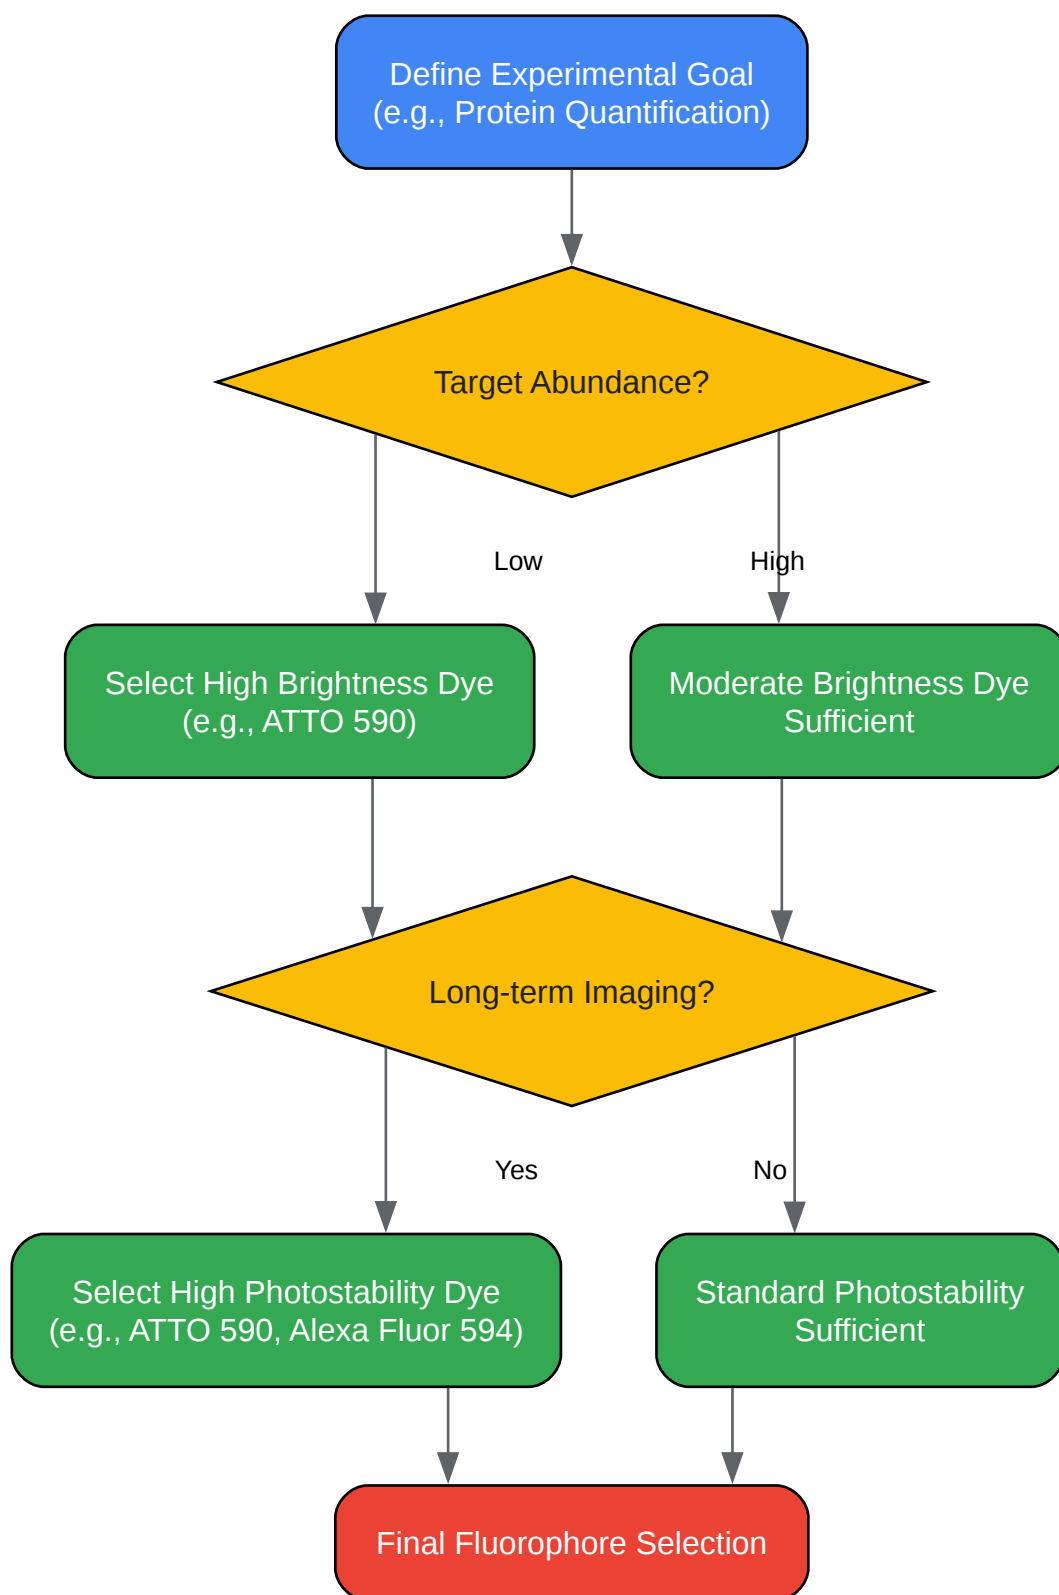 Define Experimental Goal
(e.g., Protein Quantification)
Target Abundance?
Low
High
Select High Brightness Dye
(e.g., ATTO 590)
Moderate Brightness Dye
Sufficient
Long-term Imaging?
Yes
No
Select High Photostability Dye
(e.g., ATTO 590, Alexa Fluor 594)
Standard Photostability
Sufficient
Final Fluorophore Selection